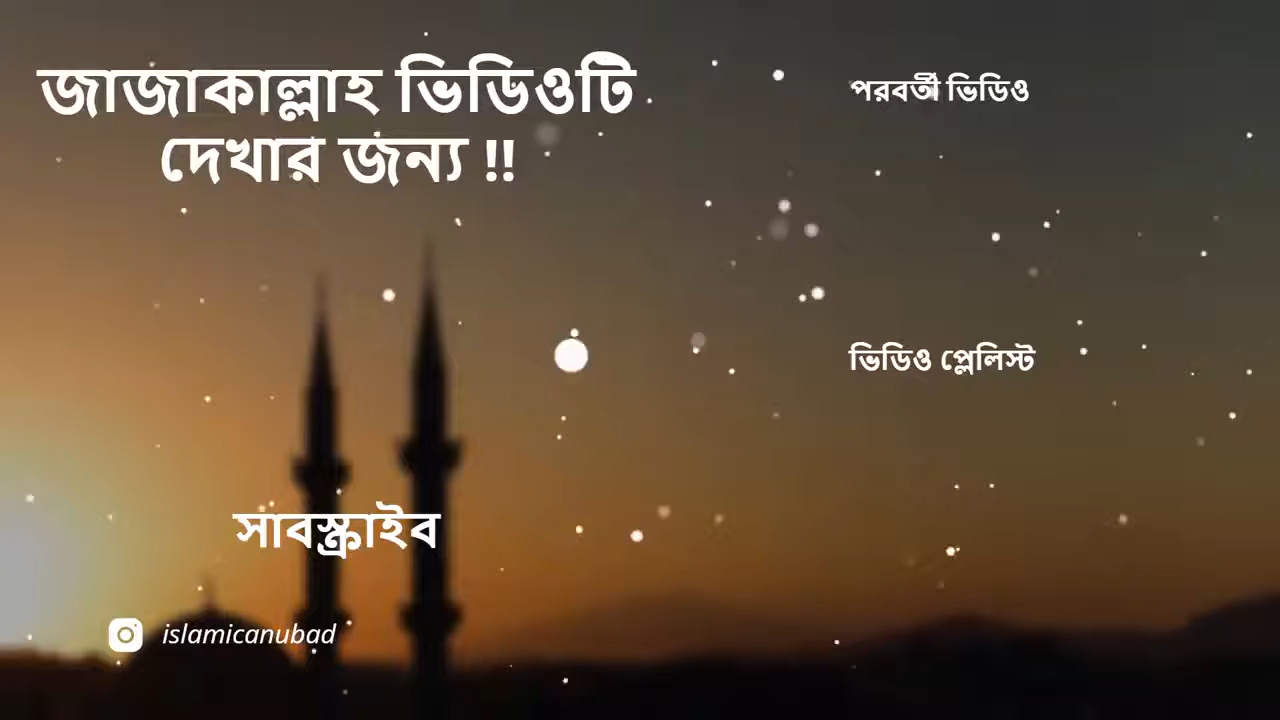 জাজাকাল্লাহ ভিডিওটি
দেখার জন্য !!
পরবর্তী ভিডিও
ভিডিও প্লেলিস্ট
সাবস্ক্রাইব
islamicanubad